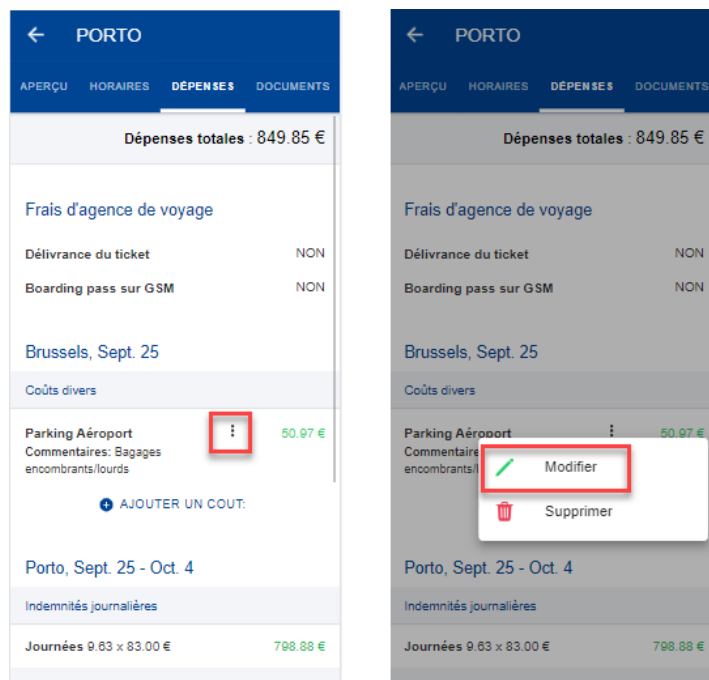 PORTO
APERÇU HORAIRES DÉPENSES DOCUMENTS
Dépenses totales : 849.85 €
Frais d'agence de voyage
Délivrance du ticket NON
Boarding pass sur GSM NON
Brussels, Sept. 25
Coûts divers
Parking Aéroport 50.97 €
Commentaires: Bagages
encombrants/lourds
AJOUTER UN COUT:
Porto, Sept. 25 - Oct. 4
Indemnités journalières
Journées 9.63 x 83.00 € 798.88 €
PORTO
APERÇU HORAIRES DÉPENSES DOCUMENTS
Dépenses totales : 849.85 €
Frais d'agence de voyage
Délivrance du ticket NON
Boarding pass sur GSM NON
Brussels, Sept. 25
Coûts divers
Parking Aéroport 50.97 €
Commentaire
encombrants/l
Modifier
Supprimer
Porto, Sept. 25 - Oct. 4
Indemnités journalières
Journées 9.63 x 83.00 € 798.88 €